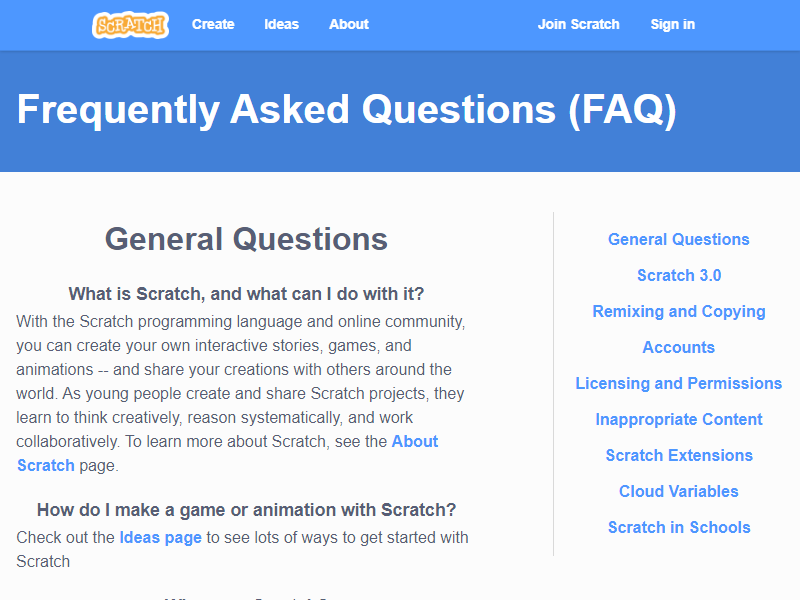 SCRATCH Create Ideas About Join Scratch Sign in
Frequently Asked Questions (FAQ)
General Questions
What is Scratch, and what can I do with it?
With the Scratch programming language and online community,
you can create your own interactive stories, games, and
animations -- and share your creations with others around the
world. As young people create and share Scratch projects, they
learn to think creatively, reason systematically, and work
collaboratively. To learn more about Scratch, see the About
Scratch page.
How do I make a game or animation with Scratch?
Check out the Ideas page to see lots of ways to get started with
Scratch
General Questions
Scratch 3.0
Remixing and Copying
Accounts
Licensing and Permissions
Inappropriate Content
Scratch Extensions
Cloud Variables
Scratch in Schools